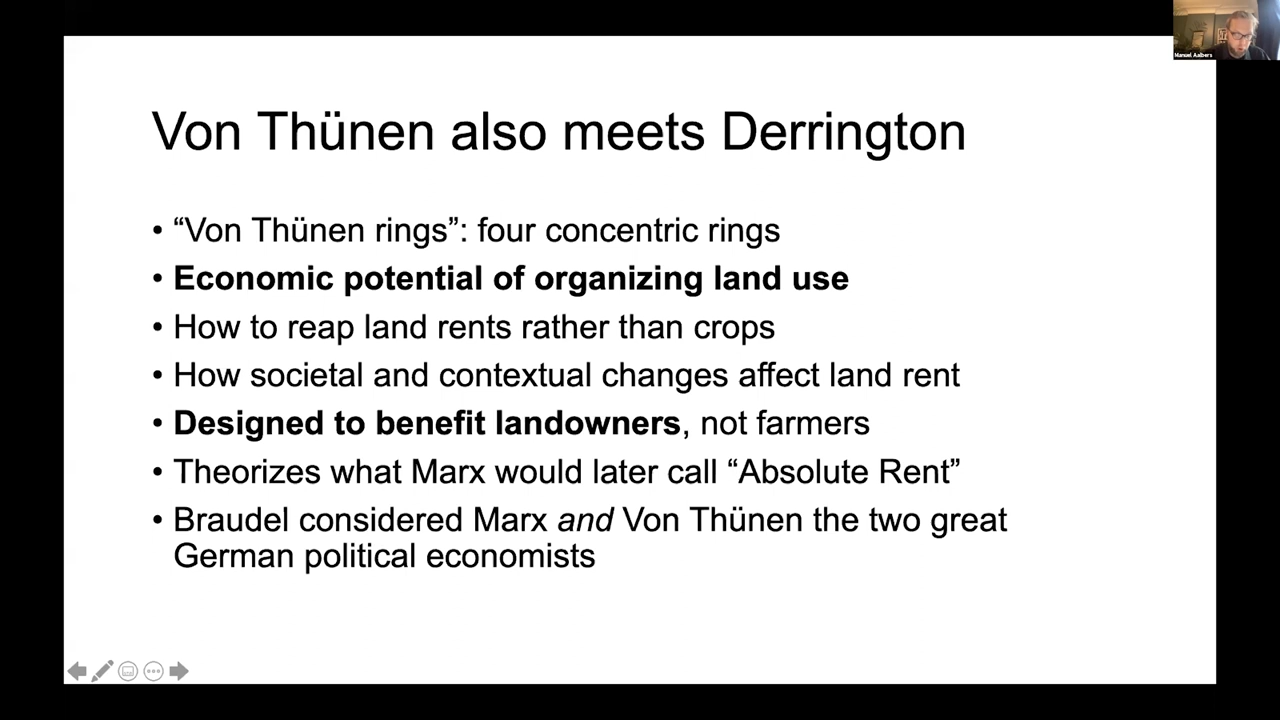 Manuel Aalbers
Von Thünen also meets Derrington
• “Von Thünen rings”: four concentric rings
• Economic potential of organizing land use
• How to reap land rents rather than crops
• How societal and contextual changes affect land rent
• Designed to benefit landowners, not farmers
• Theorizes what Marx would later call “Absolute Rent”
• Braudel considered Marx and Von Thünen the two great
German political economists